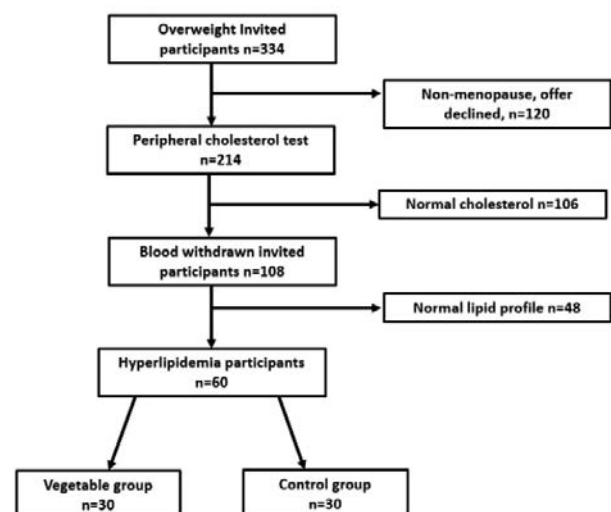 Overweight Invited
participants n=334
Non-menopause, offer
declined, n=120
Peripheral cholesterol test
n=214
Normal cholesterol n=106
Blood withdrawn invited
participants n=108
Normal lipid profile n=48
Hyperlipidemia participants
n=60
Vegetable group
n=30
Control group
n=30